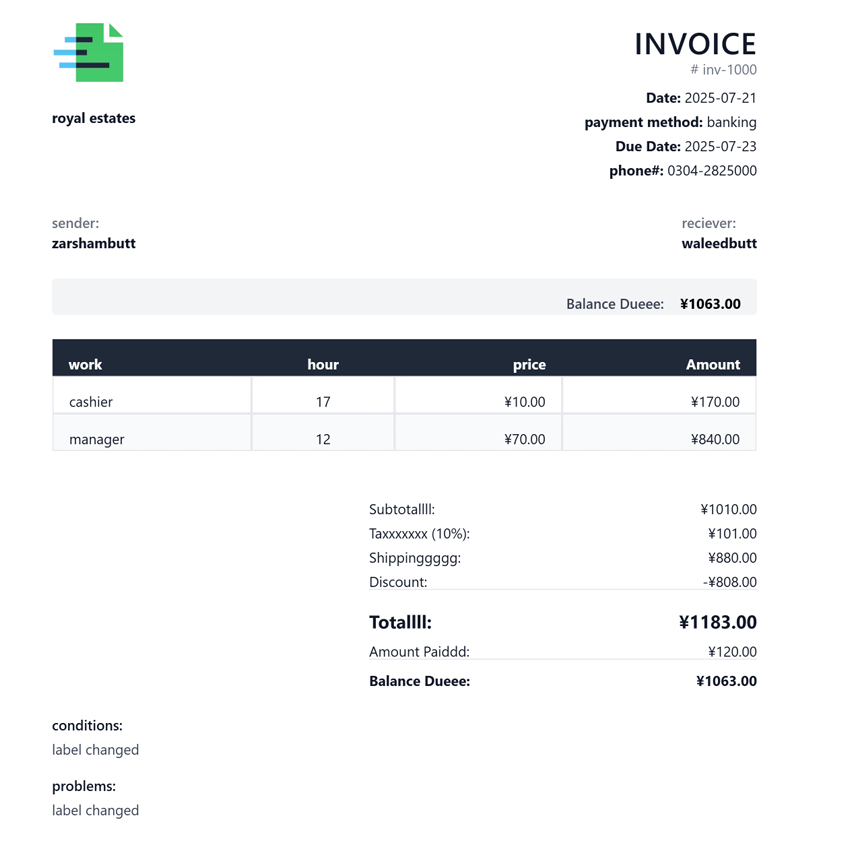 INVOICE
# inv-1000
royal estates
Date: 2025-07-21
payment method: banking
Due Date: 2025-07-23
phone#: 0304-2825000
sender:
zarshambutt
reciever:
waleedbutt
Balance Dueee: ¥1063.00
work hour price Amount
cashier 17 ¥10.00 ¥170.00
manager 12 ¥70.00 ¥840.00
Subtotallll: ¥1010.00
Taxxxxxxx (10%): ¥101.00
Shippinggggg: ¥880.00
Discount: -¥808.00
Totallll: ¥1183.00
Amount Paiddd: ¥120.00
Balance Dueee: ¥1063.00
conditions:
label changed
problems:
label changed